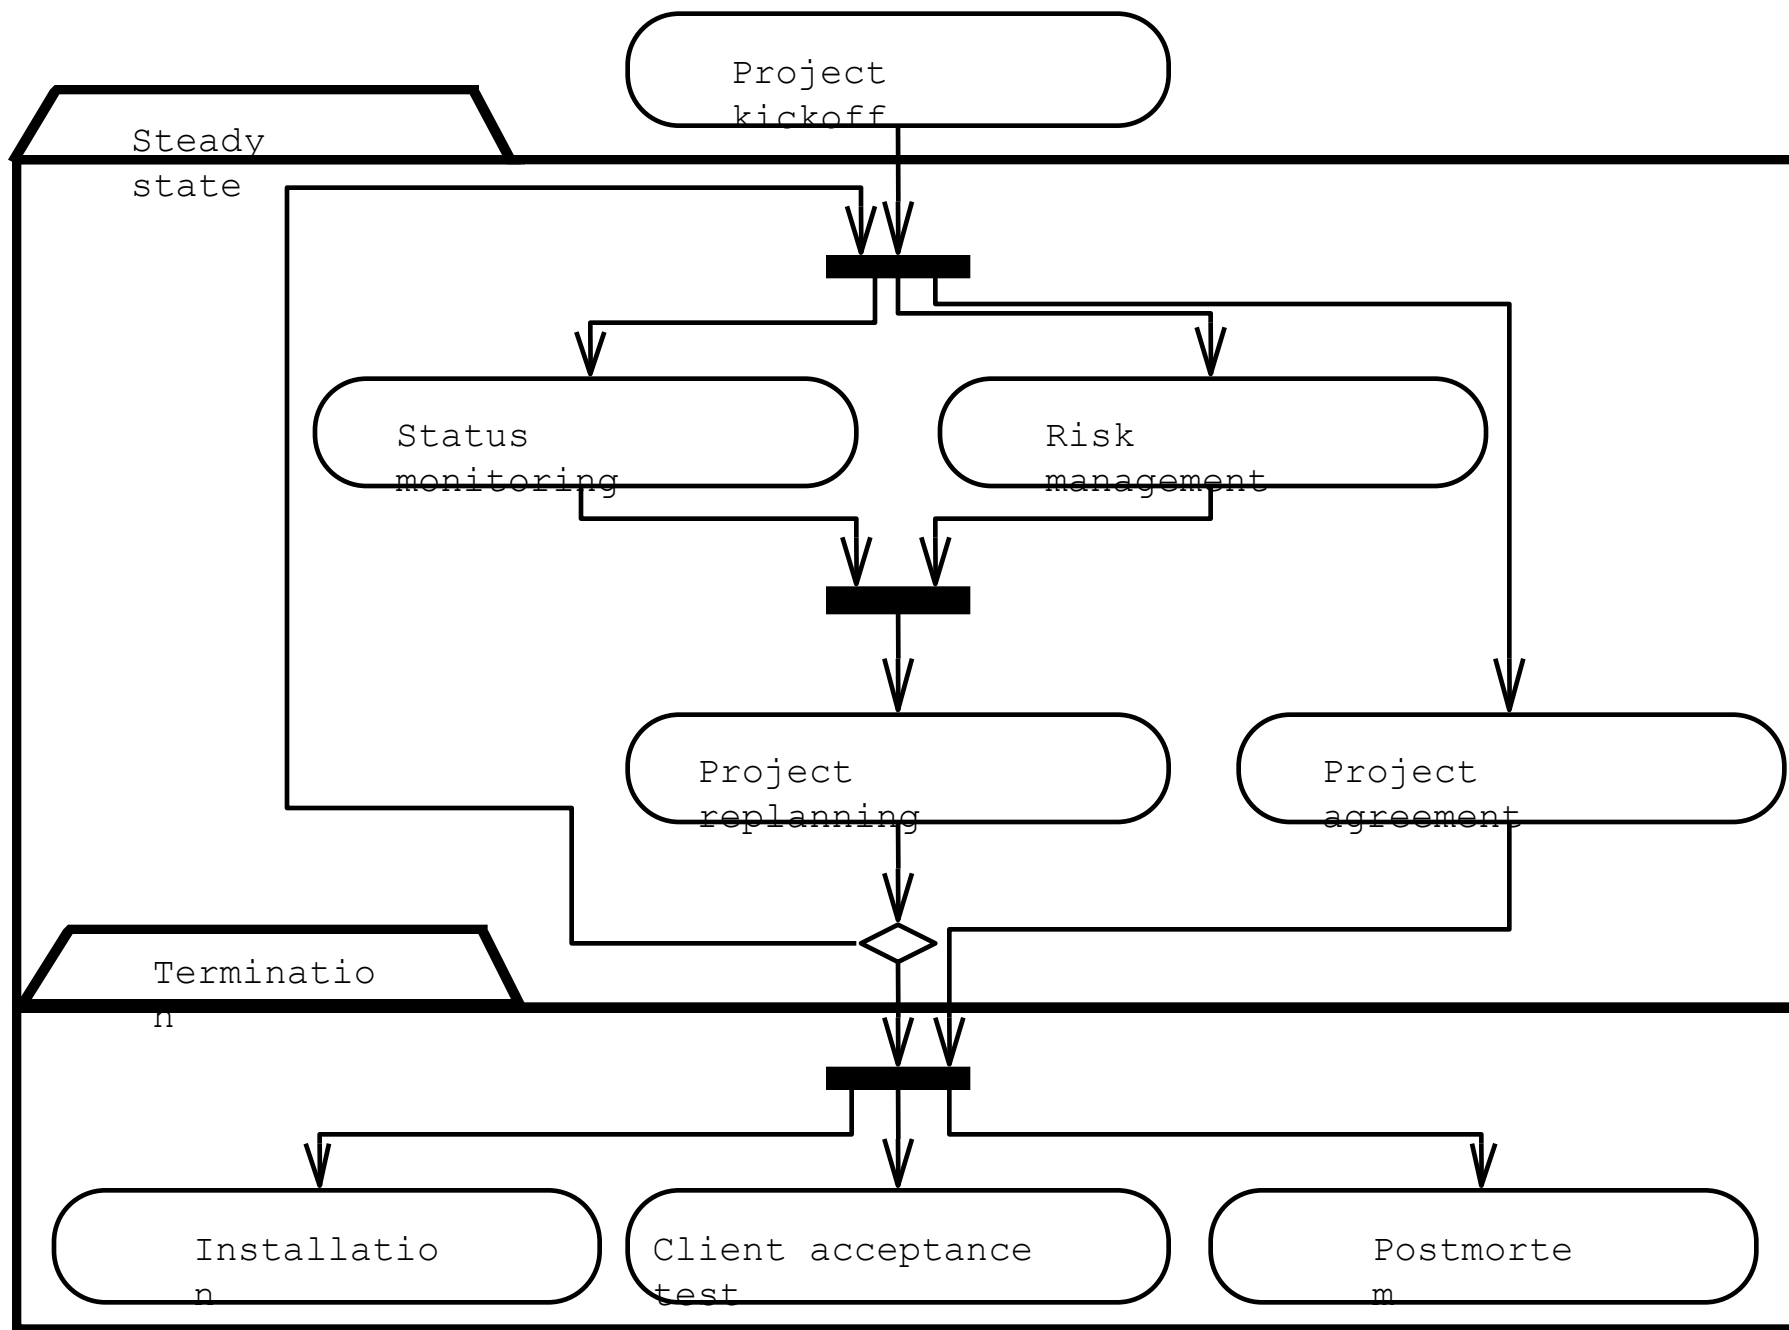 Project
kickoff
Steady
state
Status
monitoring
Risk
management
Project
replanning
Project
agreement
Terminatio
n
Installatio
n
Client acceptance
test
Postmorte
m